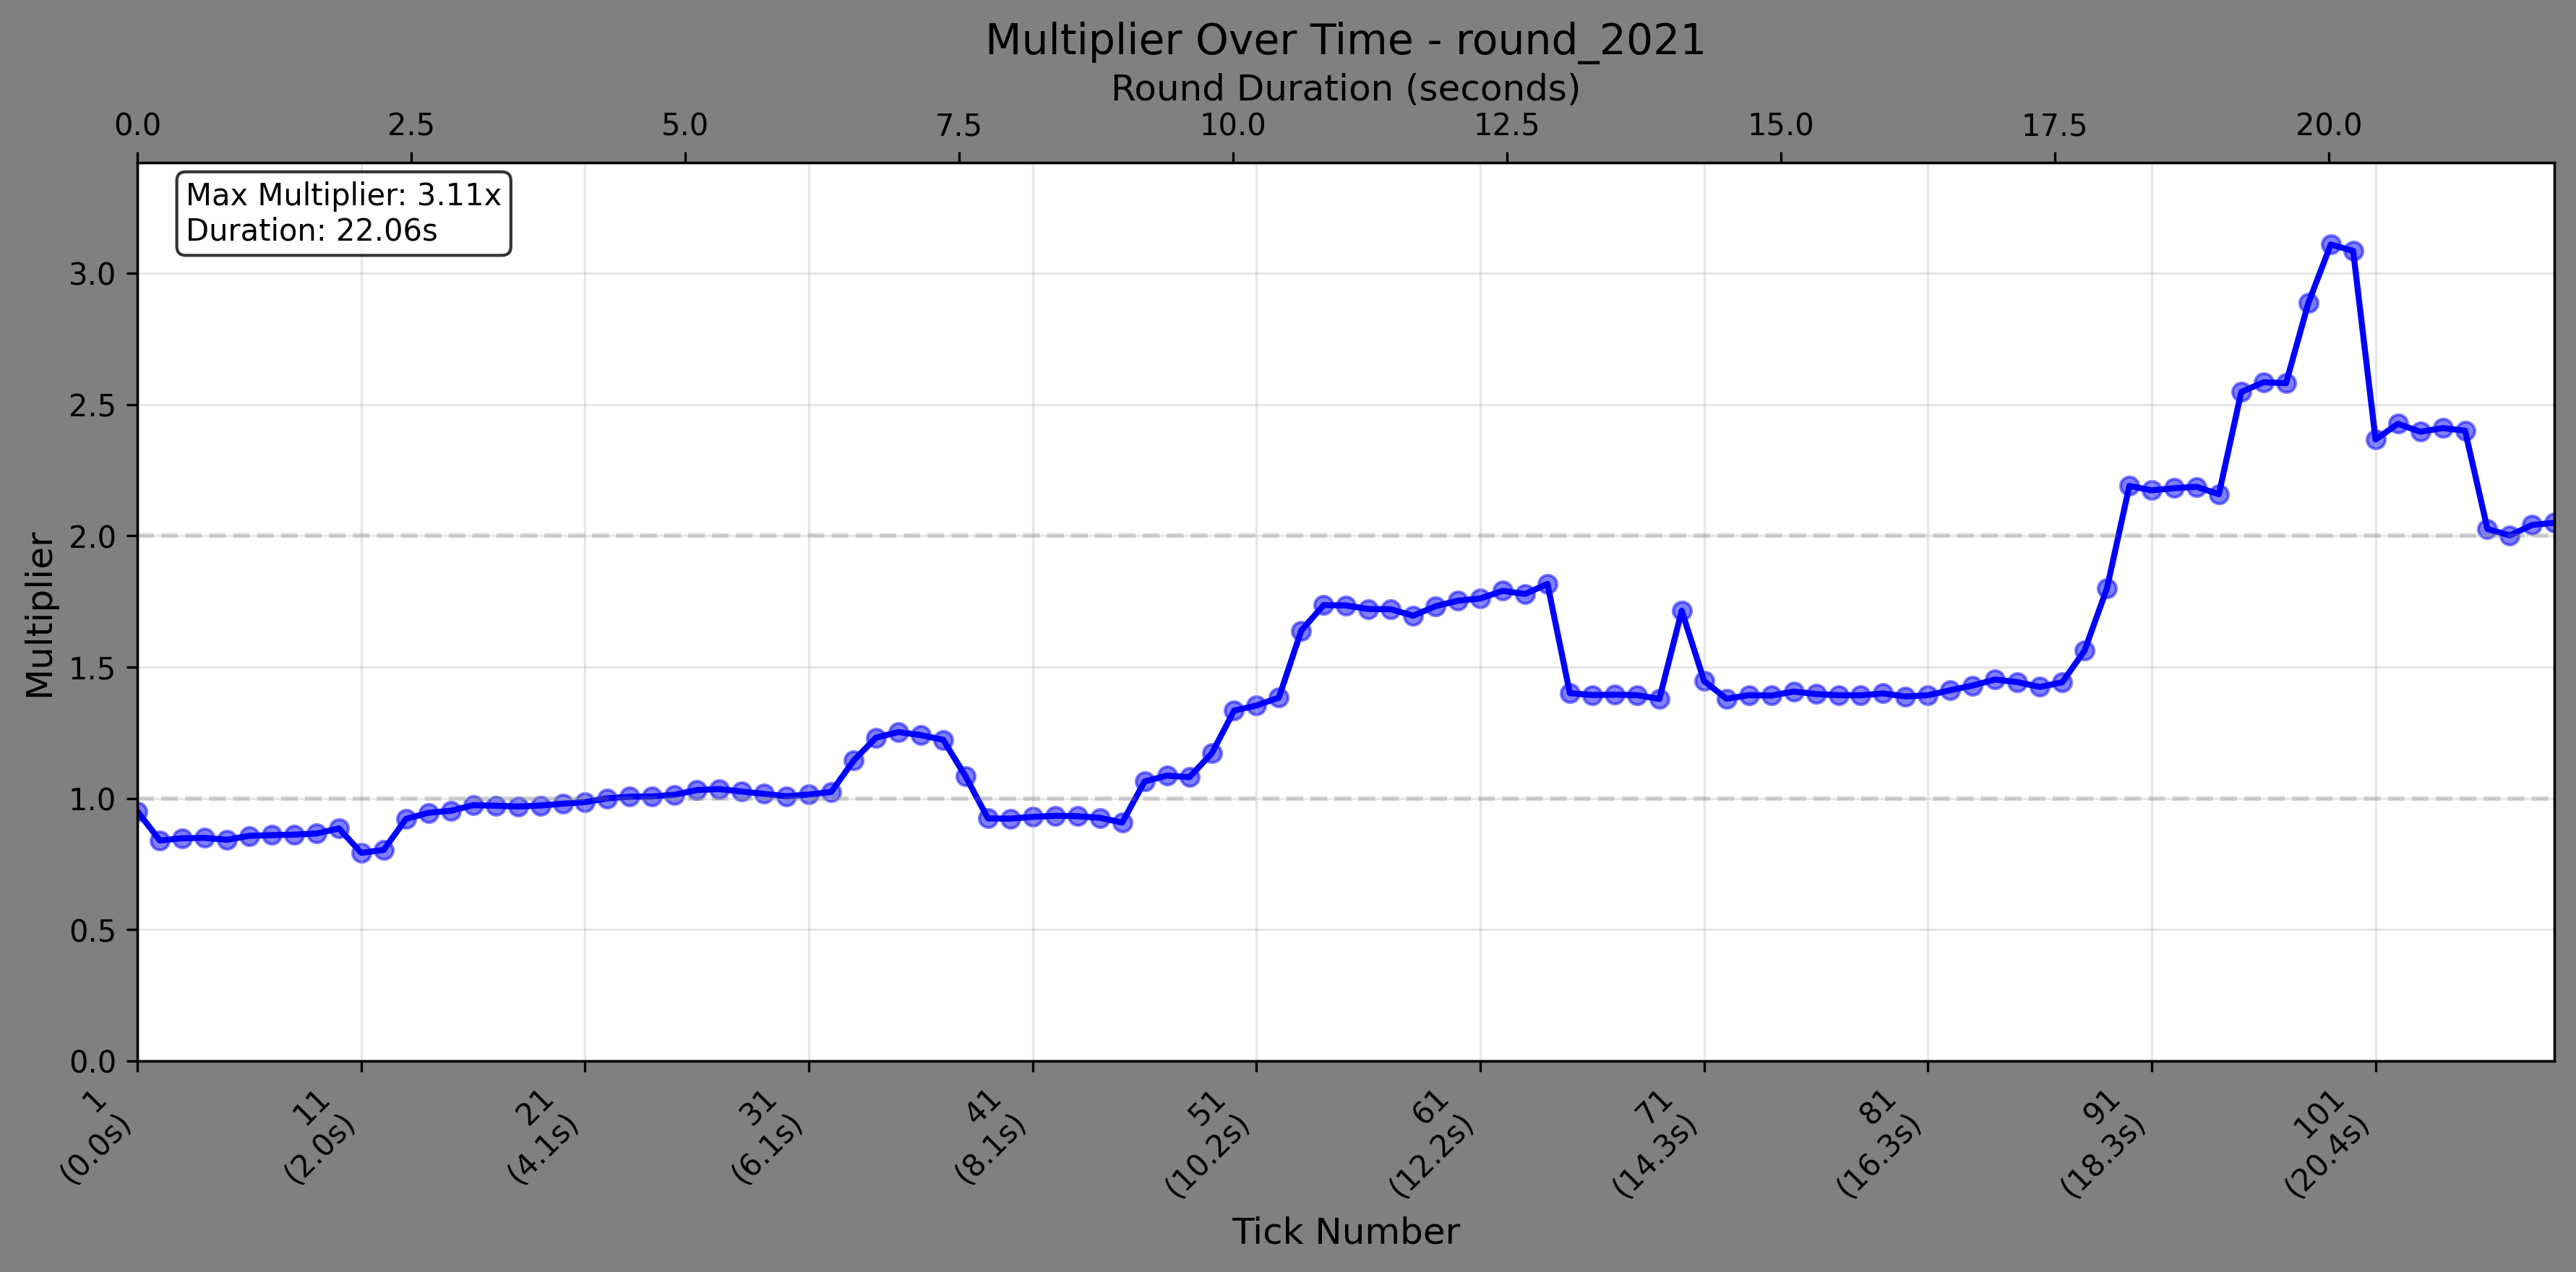 Multiplier Over Time - round_2021
Round Duration (seconds)
0.0 2.5 5.0 7.5 10.0 12.5 15.0 17.5 20.0
Max Multiplier: 3.11x
Duration: 22.06s
Multiplier
3.0
2.5
2.0
1.5
1.0
0.5
0.0
1
(0.0s)
11
(2.0s)
21
(4.1s)
31
(6.1s)
41
(8.1s)
51
(10.2s)
61
(12.2s)
71
(14.3s)
81
(16.3s)
91
(18.3s)
101
(20.4s)
Tick Number